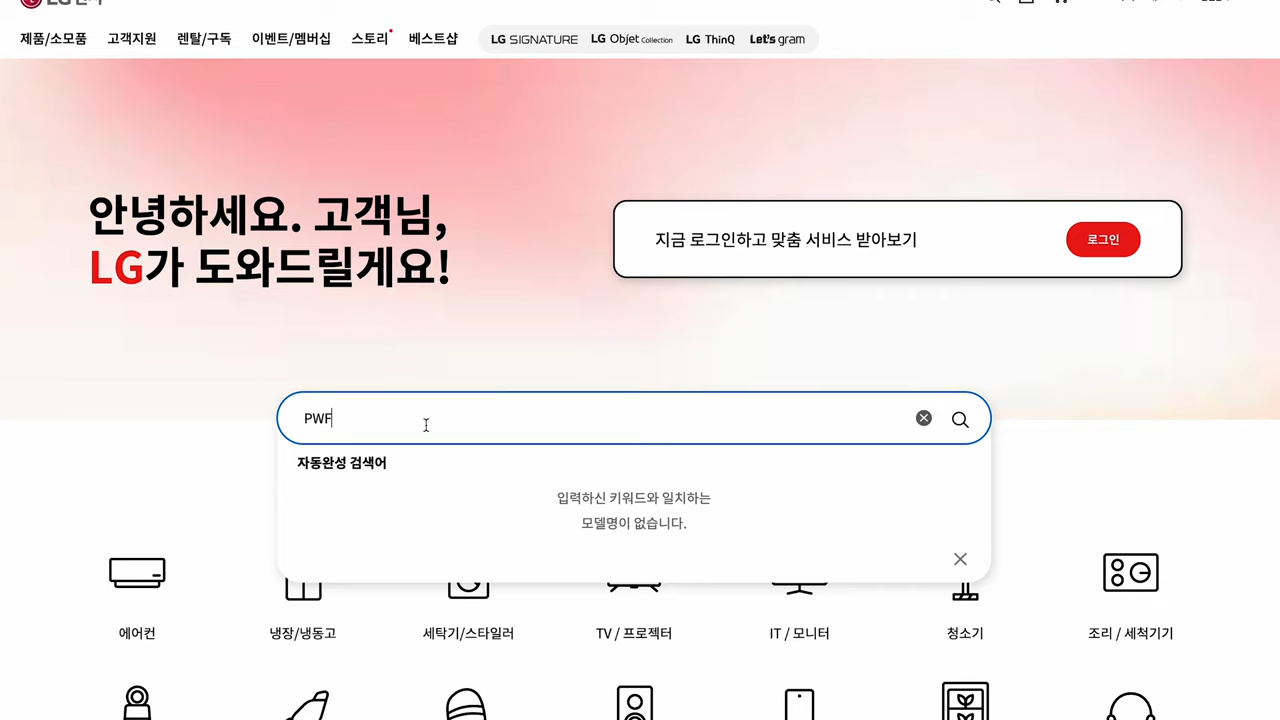 제품/소모품 고객지원 렌탈/구독 이벤트/멤버십 스토리 베스트샵 LG SIGNATURE LG Objet Collection LG ThinQ Let's gram
안녕하세요. 고객님,
LG가 도와드릴게요!
지금 로그인하고 맞춤 서비스 받아보기
로그인
PWF
자동완성 검색어
입력하신 키워드와 일치하는
모델명이 없습니다.
에어컨 냉장/냉동고 세탁기/스타일러 TV / 프로젝터 IT / 모니터 청소기 조리 / 세척기기